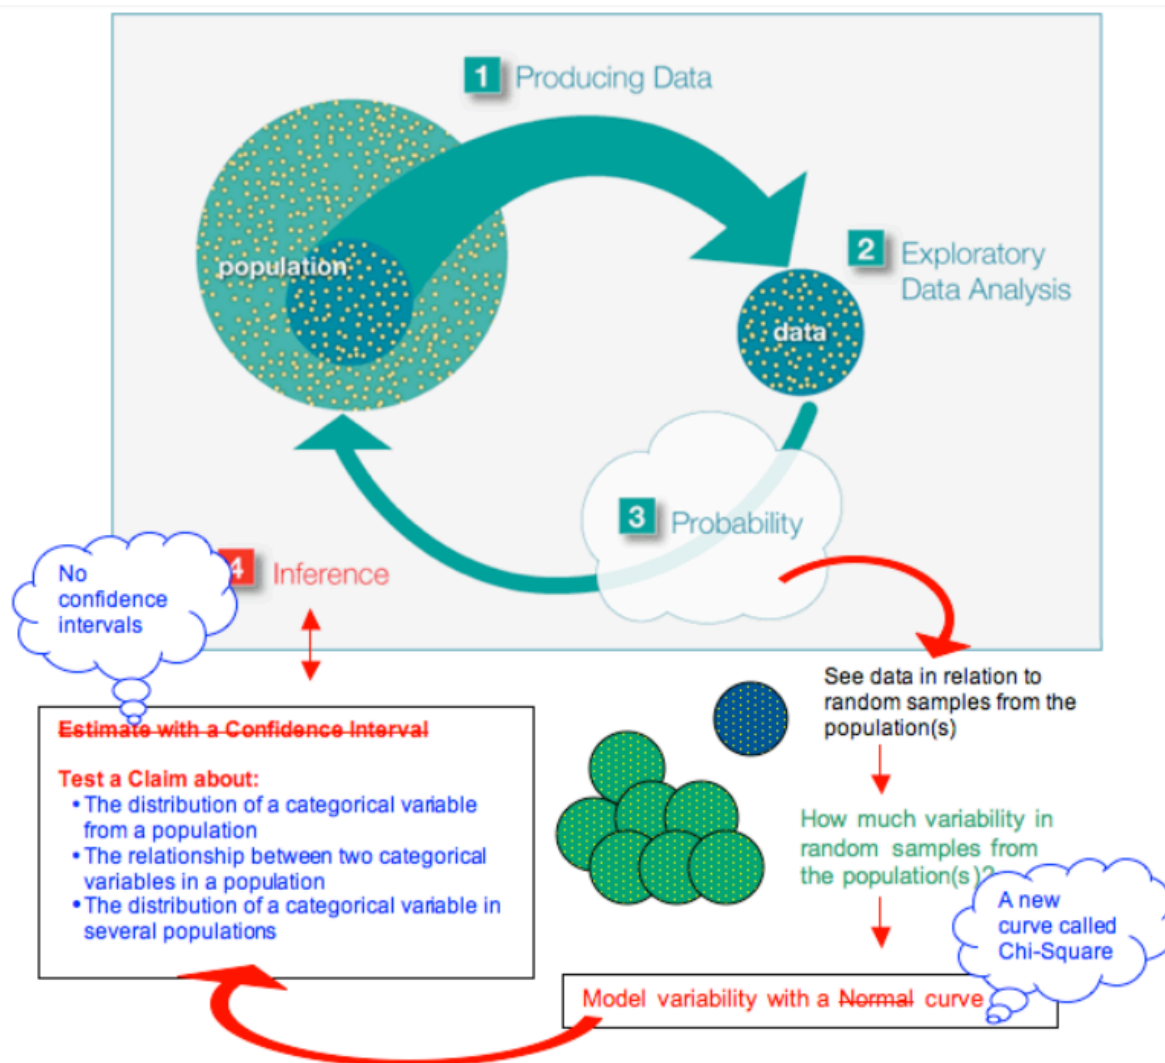 1 Producing Data
population
2 Exploratory
Data Analysis
data
3 Probability
No
confidence
intervals
4 Inference
See data in relation to
random samples from the
population(s)
Estimate with a Confidence Interval
Test a Claim about:
• The distribution of a categorical variable
from a population
• The relationship between two categorical
variables in a population
• The distribution of a categorical variable in
several populations
How much variability in
random samples from
the population(s)?
A new
curve called
Chi-Square
Model variability with a Normal curve